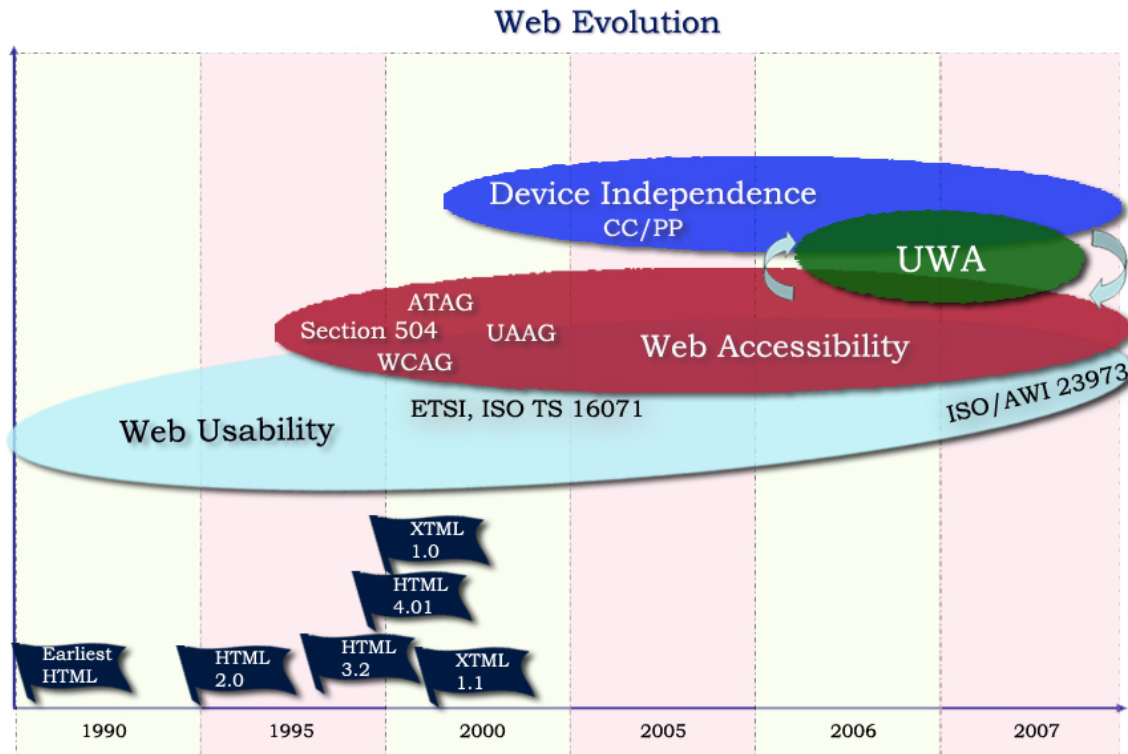 Web Evolution
Device Independence
CC/PP
UWA
ATAG
Section 504
UAAG
WCAG
Web Accessibility
ETSI, ISO TS 16071
ISO/AWI 23973
Web Usability
XTML
1.0
HTML
4.01
Earliest
HTML
HTML
2.0
HTML
3.2
XTML
1.1
1990
1995
2000
2005
2006
2007